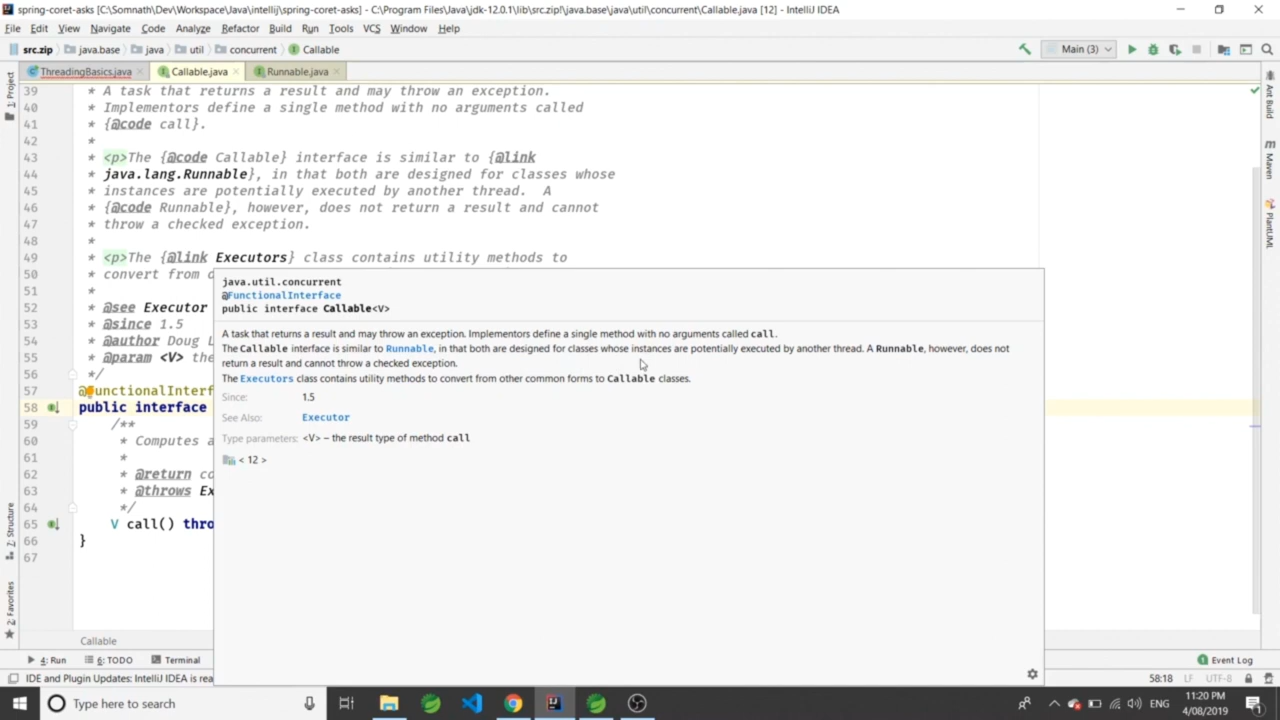 spring-coret-asks [C:\Somnath\Dev\Workspace\Java\intellij\spring-coret-asks] - C:\Program Files\Java\jdk-12.0.1\lib\src.zip!\java.base\java\util\concurrent\Callable.java [12] - IntelliJ IDEA
File Edit View Navigate Code Analyze Refactor Build Run Tools VCS Window Help
src.zip java.base java util concurrent Callable Main (3)
ThreadingBasics.java Callable.java Runnable.java
1: Project
Ant Build
Maven
PlantUML
39 * A task that returns a result and may throw an exception.
40 * Implementors define a single method with no arguments called
41 * {@code call}.
42 *
43 * <p>The {@code Callable} interface is similar to {@link
44 * java.lang.Runnable}, in that both are designed for classes whose
45 * instances are potentially executed by another thread. A
46 * {@code Runnable}, however, does not return a result and cannot
47 * throw a checked exception.
48 *
49 * <p>The {@link Executors} class contains utility methods to
50 * convert from
51 *
52 * @see Executor
53 * @since 1.5
54 * @author Doug L
55 * @param <V> the
56 */
57 @FunctionalInterf
58 public interface
59 /**
60 * Computes a
61 *
62 * @return co
63 * @throws Ex
64 */
65 V call() thro
66 }
67
java.util.concurrent
@FunctionalInterface
public interface Callable<V>
A task that returns a result and may throw an exception. Implementors define a single method with no arguments called call.
The Callable interface is similar to Runnable, in that both are designed for classes whose instances are potentially executed by another thread. A Runnable, however, does not
return a result and cannot throw a checked exception.
The Executors class contains utility methods to convert from other common forms to Callable classes.
Since: 1.5
See Also: Executor
Type parameters: <V> – the result type of method call
< 12 >
7: Structure
2: Favorites
Callable
4: Run 6: TODO Terminal Event Log
IDE and Plugin Updates: IntelliJ IDEA is rea 58:18 LF UTF-8
Type here to search ENG 11:20 PM
4/08/2019